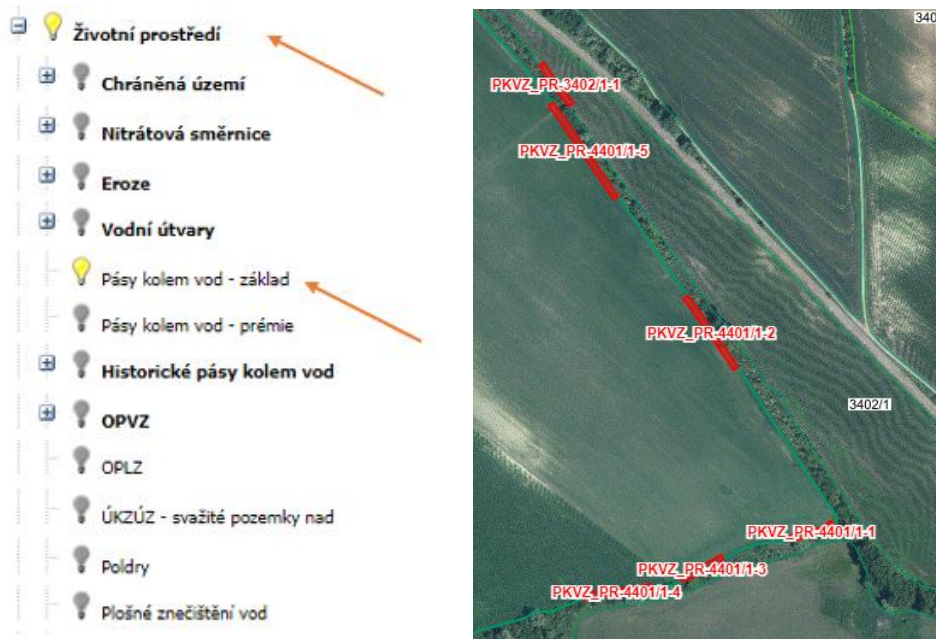 Životní prostředí
Chráněná území
Nitrátová směrnice
Eroze
Vodní útvary
Pásy kolem vod - základ
Pásy kolem vod - prémie
Historické pásy kolem vod
OPVZ
OPLZ
ÚKZÚZ - svažité pozemky nad
Poldry
Plošné znečištění vod
340
PKVZ_PR-3402/1-1
PKVZ_PR-4401/1-5
PKVZ_PR-4401/1-2
3402/1
PKVZ_PR-4401/1-1
PKVZ_PR-4401/1-3
PKVZ_PR-4401/1-4